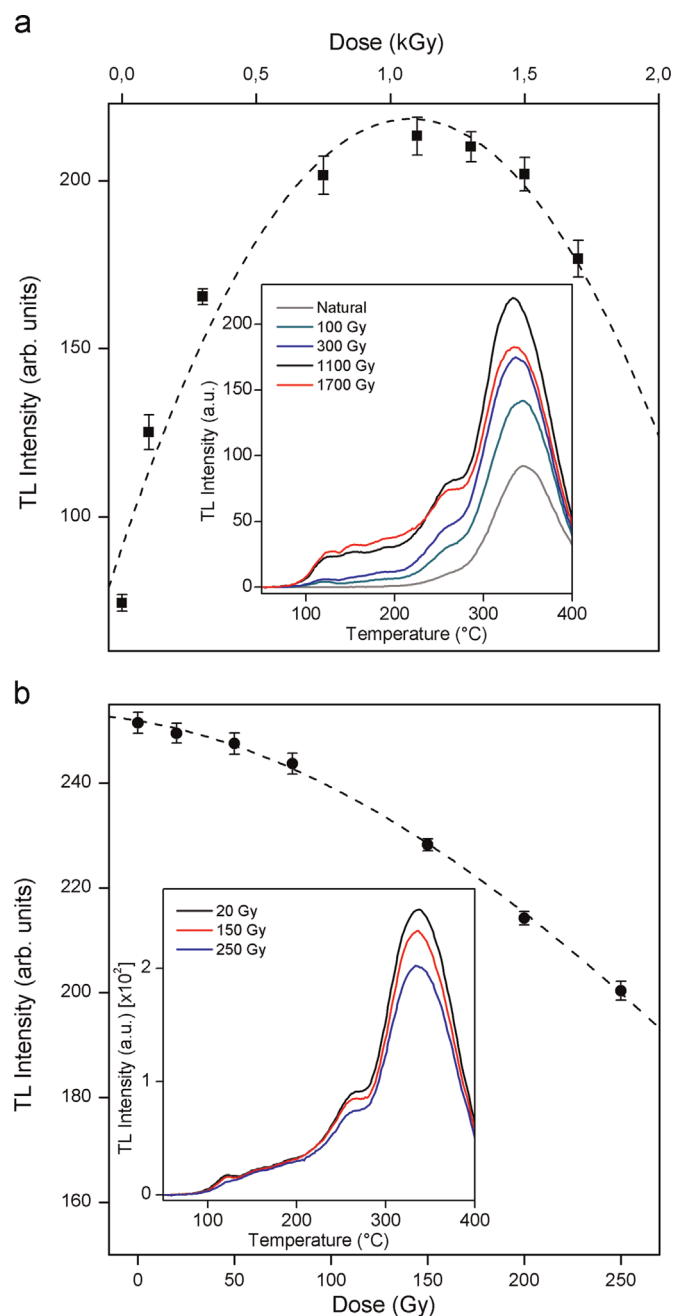 a
Dose (kGy)
0,0 0,5 1,0 1,5 2,0
TL Intensity (arb. units)
200
150
100
Natural
100 Gy
300 Gy
1100 Gy
1700 Gy
TL Intensity (a.u.)
200
150
100
50
0
100 200 300 400
Temperature (°C)
b
TL Intensity (arb. units)
240
220
200
180
160
20 Gy
150 Gy
250 Gy
TL Intensity (a.u.) [x10²]
2
1
0
100 200 300 400
Temperature (°C)
0 50 100 150 200 250
Dose (Gy)